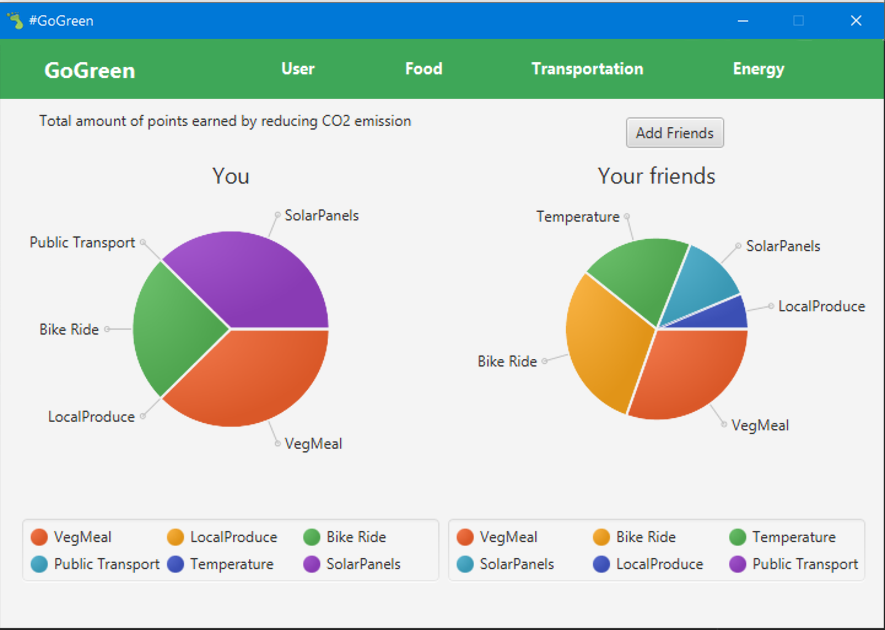 #GoGreen
GoGreen User Food Transportation Energy
Total amount of points earned by reducing CO2 emission
Add Friends
You
SolarPanels
Public Transport
Bike Ride
LocalProduce
VegMeal
Your friends
Temperature
SolarPanels
LocalProduce
Bike Ride
VegMeal
VegMeal LocalProduce Bike Ride
Public Transport Temperature SolarPanels
VegMeal Bike Ride Temperature
SolarPanels LocalProduce Public Transport